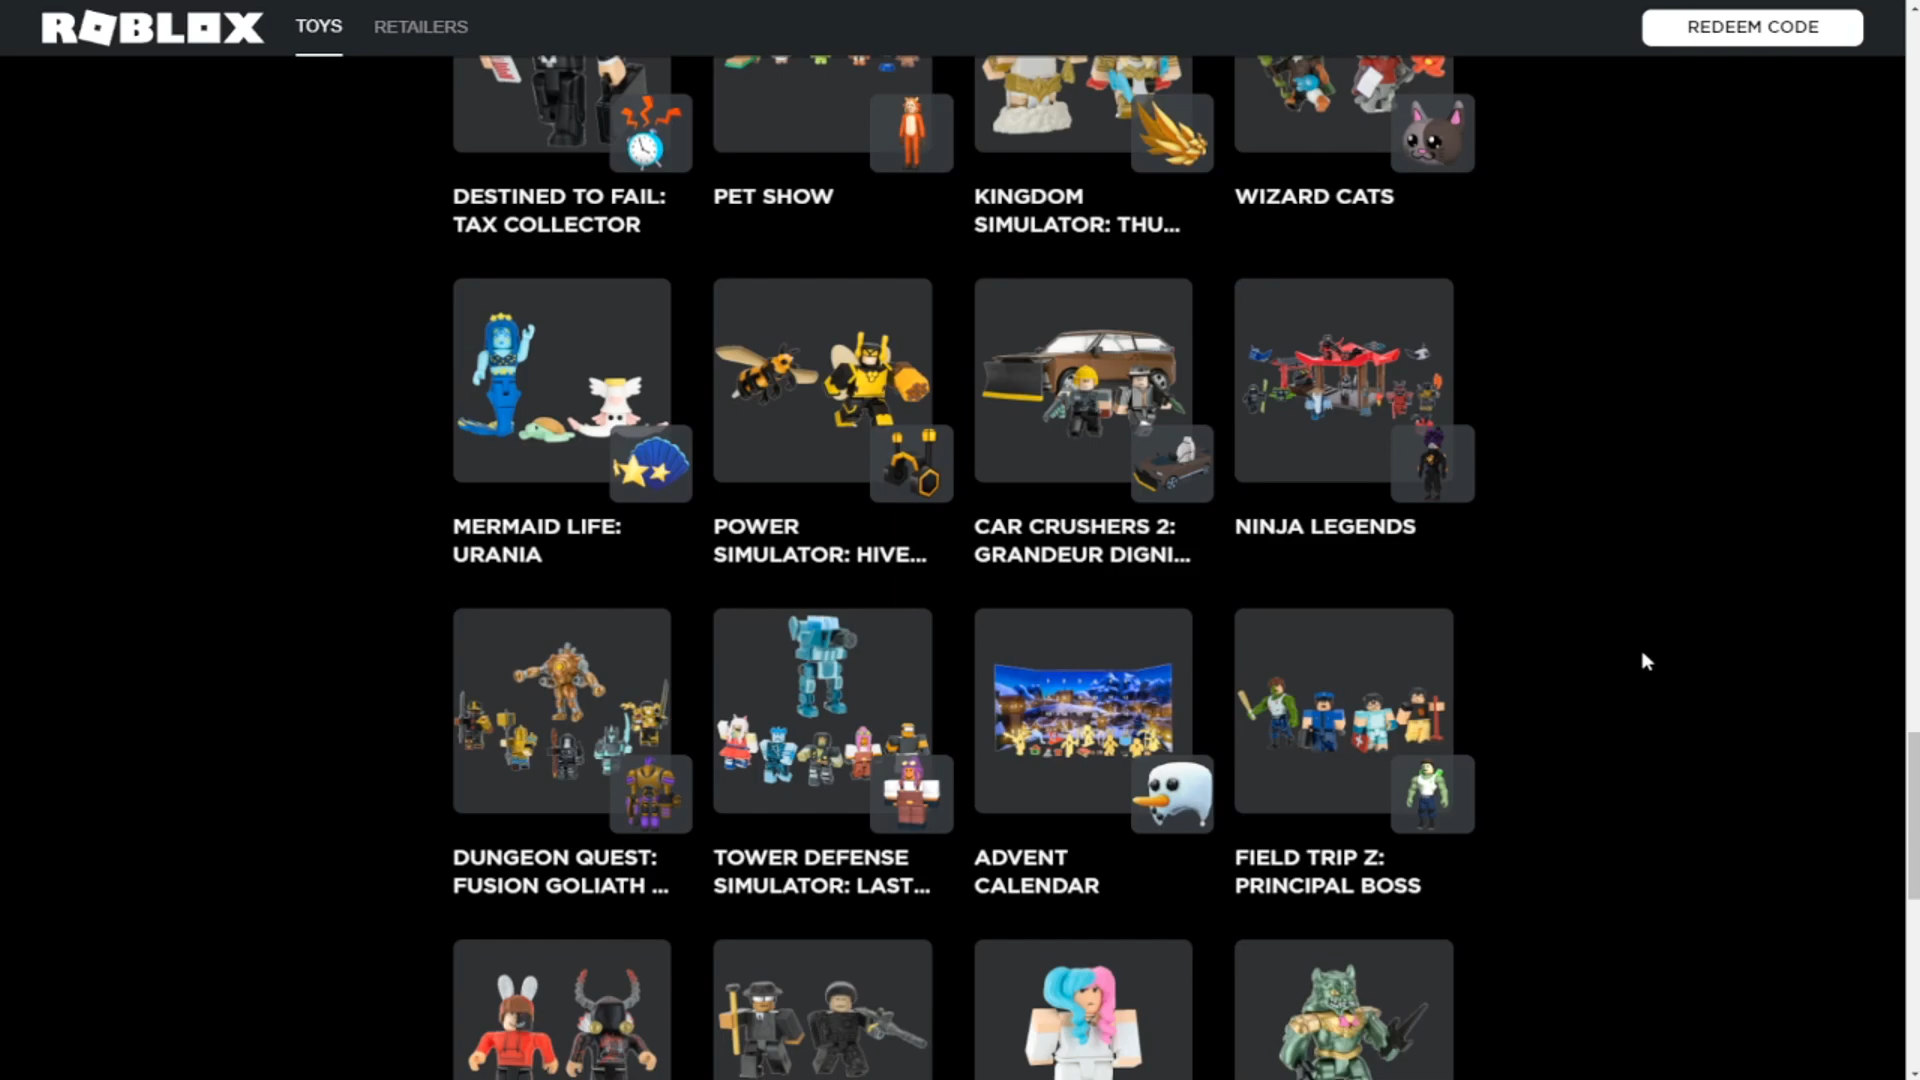 ROBLOX TOYS RETAILERS REDEEM CODE
DESTINED TO FAIL:
TAX COLLECTOR
PET SHOW
KINGDOM
SIMULATOR: THU...
WIZARD CATS
MERMAID LIFE:
URANIA
POWER
SIMULATOR: HIVE...
CAR CRUSHERS 2:
GRANDEUR DIGNI...
NINJA LEGENDS
DUNGEON QUEST:
FUSION GOLIATH ...
TOWER DEFENSE
SIMULATOR: LAST...
ADVENT
CALENDAR
FIELD TRIP Z:
PRINCIPAL BOSS